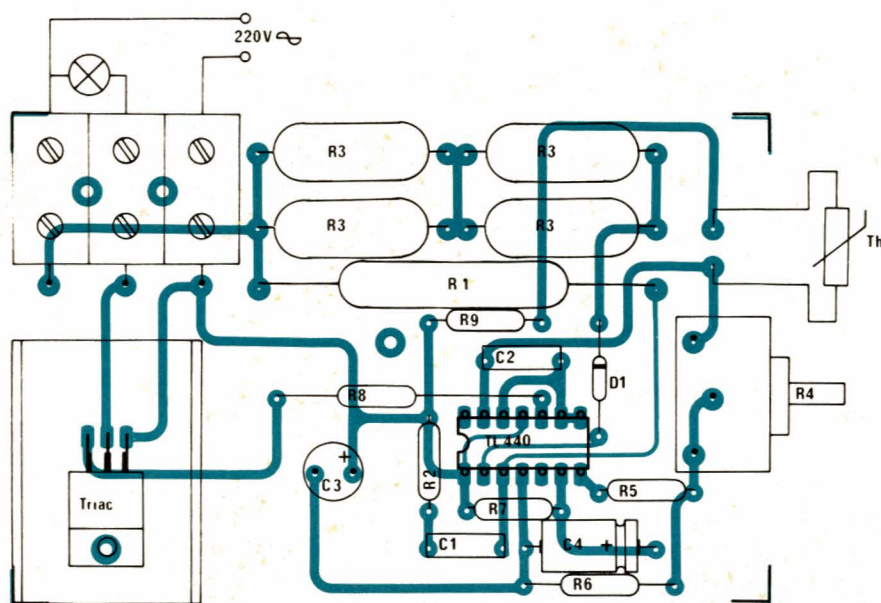 220V
R3
R3
R3
R3
Th
R1
R9
C2
D1
R8
R4
TL440
C3
+
R2
R5
R7
Triac
C1
C4
+
R6